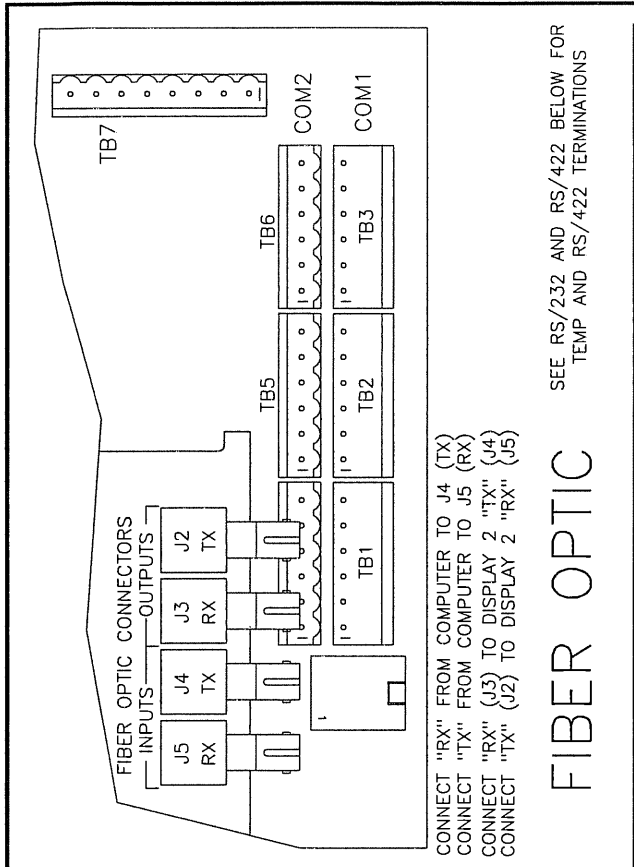 TB7
FIBER OPTIC CONNECTORS
INPUTS
OUTPUTS
J5
RX
J4
TX
J3
RX
J2
TX
TB5
TB6
COM2
1
TB1
TB2
TB3
COM1
CONNECT "RX" FROM COMPUTER TO J4 (TX)
CONNECT "TX" FROM COMPUTER TO J5 (RX)
CONNECT "RX" (J3) TO DISPLAY 2 "TX" (J4)
CONNECT "TX" (J2) TO DISPLAY 2 "RX" (J5)
FIBER OPTIC
SEE RS/232 AND RS/422 BELOW FOR
TEMP AND RS/422 TERMINATIONS